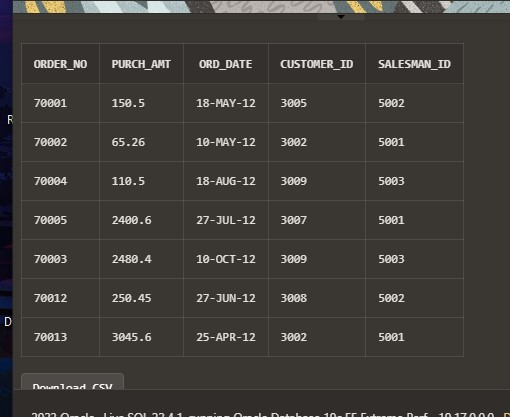 ORDER_NO PURCH_AMT ORD_DATE CUSTOMER_ID SALESMAN_ID
70001 150.5 18-MAY-12 3005 5002
70002 65.26 10-MAY-12 3002 5001
70004 110.5 18-AUG-12 3009 5003
70005 2400.6 27-JUL-12 3007 5001
70003 2480.4 10-OCT-12 3009 5003
70012 250.45 27-JUN-12 3008 5002
70013 3045.6 25-APR-12 3002 5001
R
D
Download CSV
2023 Oracle Live SQL 23.4.1, running Oracle Database 19c EE Extreme Perf 19.17.0.0.0